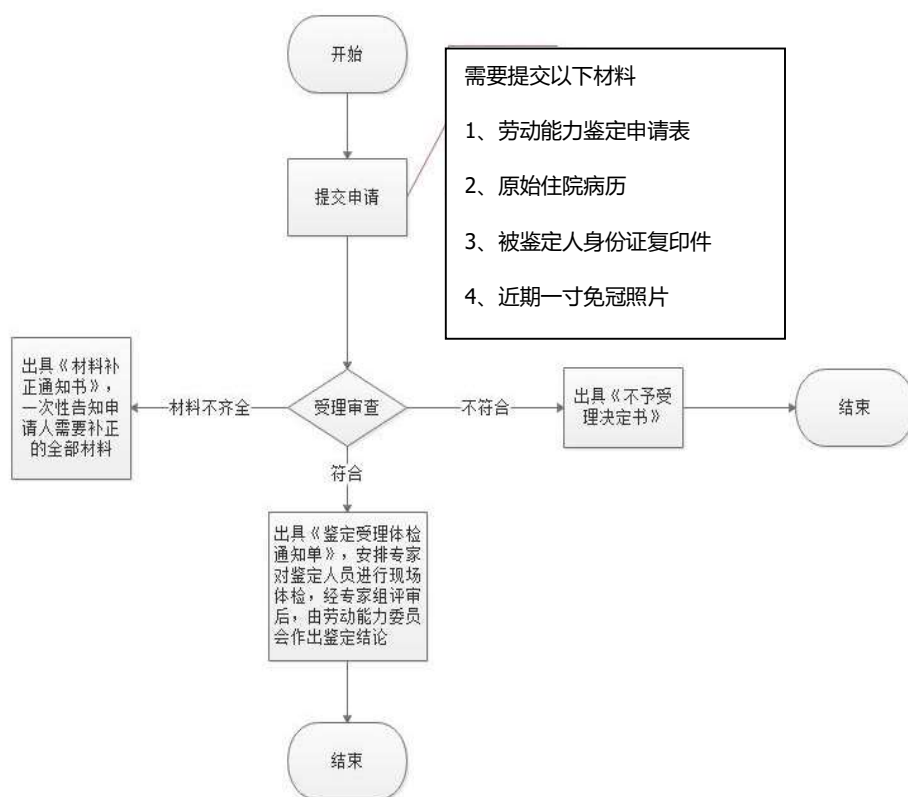 开始
需要提交以下材料
1、劳动能力鉴定申请表
2、原始住院病历
3、被鉴定人身份证复印件
4、近期一寸免冠照片
提交申请
出具《材料补
正通知书》，
一次性告知申
请人需要补正
的全部材料
材料不齐全
受理审查
不符合
出具《不予受
理决定书》
结束
符合
出具《鉴定受理体检
通知单》，安排专家
对鉴定人员进行现场
体检，经专家组评审
后，由劳动能力委员
会作出鉴定结论
结束